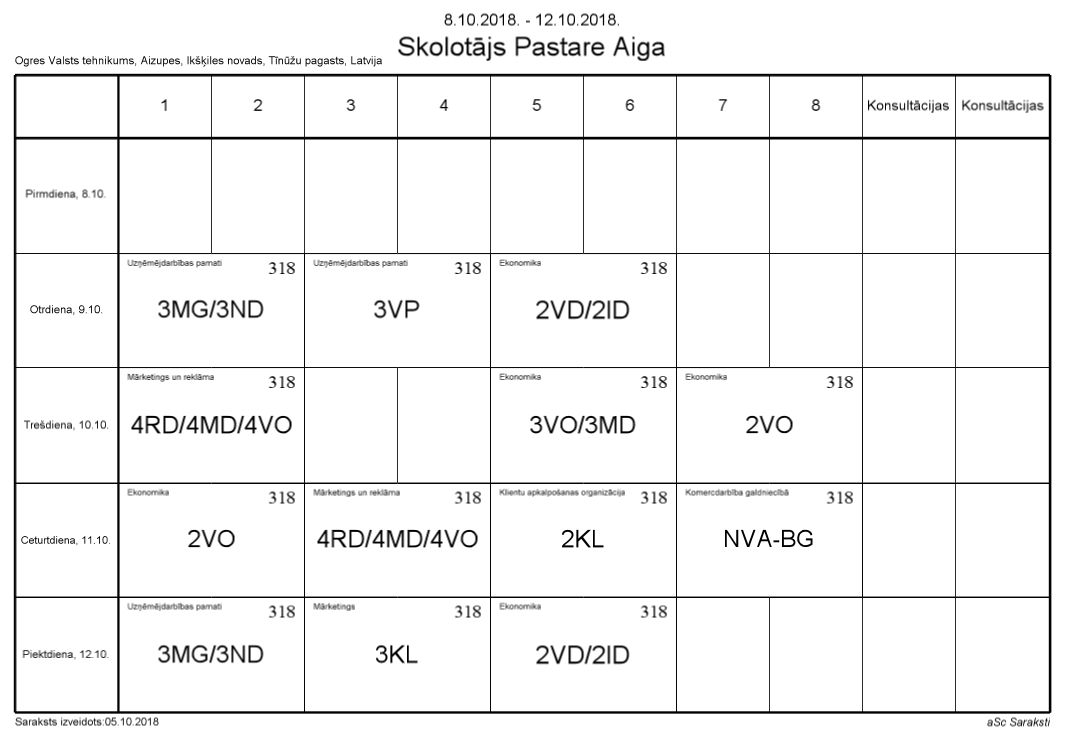 8.10.2018. - 12.10.2018.
Skolotājs Pastare Aiga
Ogres Valsts tehnikums, Aizupes, Ikšķiles novads, Tīnūžu pagasts, Latvija
1 2 3 4 5 6 7 8 Konsultācijas Konsultācijas
Pirmdiena, 8.10.
Uzņēmējdarbības pamati 318 Uzņēmējdarbības pamati 318 Ekonomika 318
Otrdiena, 9.10. 3MG/3ND 3VP 2VD/2ID
Mārketings un reklāma 318 Ekonomika 318 Ekonomika 318
Trešdiena, 10.10. 4RD/4MD/4VO 3VO/3MD 2VO
Ekonomika 318 Mārketings un reklāma 318 Klientu apkalpošanas organizācija 318 Komercdarbība galdniecībā 318
Ceturtdiena, 11.10. 2VO 4RD/4MD/4VO 2KL NVA-BG
Uzņēmējdarbības pamati 318 Mārketings 318 Ekonomika 318
Piektdiena, 12.10. 3MG/3ND 3KL 2VD/2ID
Saraksts izveidots:05.10.2018 aSc Saraksti